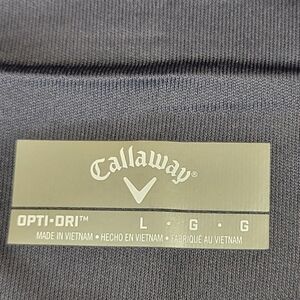 Callaway®
OPTI-DRI™ L · G · G
MADE IN VIETNAM • HECHO EN VIETNAM • FABRIQUÉ AU VIETNAM